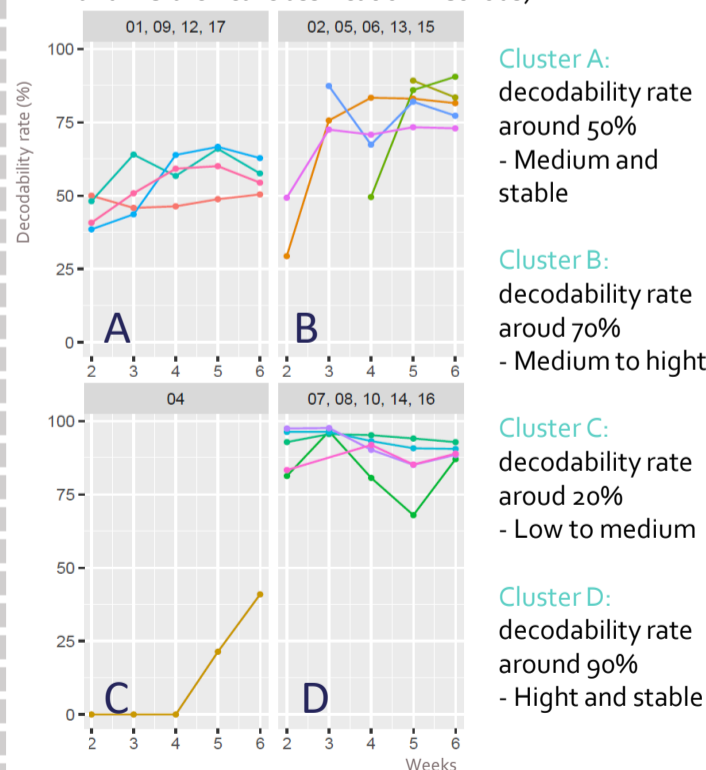 01, 09, 12, 17
02, 05, 06, 13, 15
100
75
50
25
0
Decodability rate (%)
A
B
2 3 4 5 6
2 3 4 5 6
04
07, 08, 10, 14, 16
100
75
50
25
0
C
D
2 3 4 5 6
2 3 4 5 6
Weeks
Cluster A:
decodability rate
around 50%
- Medium and
stable
Cluster B:
decodability rate
aroud 70%
- Medium to hight
Cluster C:
decodability rate
aroud 20%
- Low to medium
Cluster D:
decodability rate
around 90%
- Hight and stable